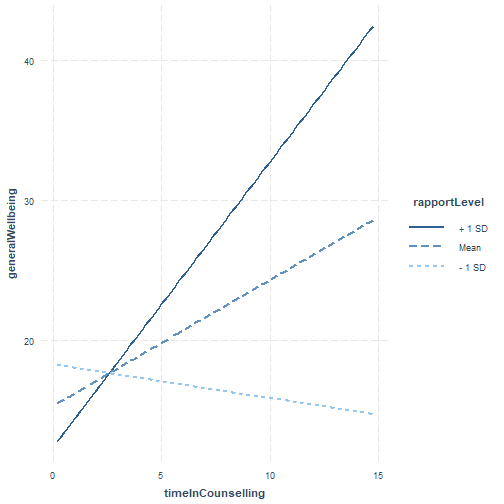 generalWellbeing
40
30
20
0
5
10
15
timeInCounselling
rapportLevel
+ 1 SD
Mean
- 1 SD